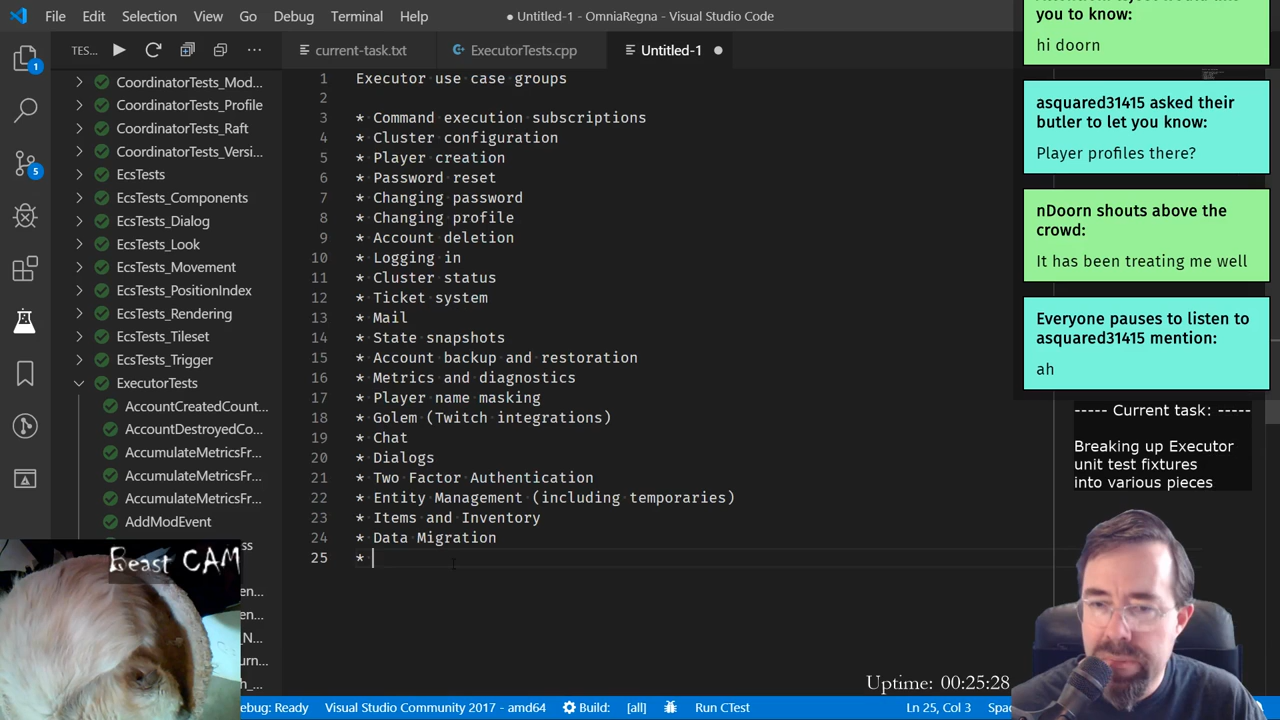 File Edit Selection View Go Debug Terminal Help
● Untitled-1 - OmniaRegna - Visual Studio Code
TES...
current-task.txt
ExecutorTests.cpp
Untitled-1
1
5
CoordinatorTests_Mod...
CoordinatorTests_Profile
CoordinatorTests_Raft
CoordinatorTests_Versi...
EcsTests
EcsTests_Components
EcsTests_Dialog
EcsTests_Look
EcsTests_Movement
EcsTests_PositionIndex
EcsTests_Rendering
EcsTests_Tileset
EcsTests_Trigger
ExecutorTests
AccountCreatedCount...
AccountDestroyedCo...
AccumulateMetricsFr...
AccumulateMetricsFr...
AccumulateMetricsFr...
AddModEvent
1 Executor use case groups
2
3 * Command execution subscriptions
4 * Cluster configuration
5 * Player creation
6 * Password reset
7 * Changing password
8 * Changing profile
9 * Account deletion
10 * Logging in
11 * Cluster status
12 * Ticket system
13 * Mail
14 * State snapshots
15 * Account backup and restoration
16 * Metrics and diagnostics
17 * Player name masking
18 * Golem (Twitch integrations)
19 * Chat
20 * Dialogs
21 * Two Factor Authentication
22 * Entity Management (including temporaries)
23 * Items and Inventory
24 * Data Migration
25 *
you to know:
hi doorn
asquared31415 asked their
butler to let you know:
Player profiles there?
nDoorn shouts above the
crowd:
It has been treating me well
Everyone pauses to listen to
asquared31415 mention:
ah
----- Current task: -----
Breaking up Executor
unit test fixtures
into various pieces
Beast CAM
Uptime: 00:25:28
ebug: Ready
Visual Studio Community 2017 - amd64
Build: [all]
Run CTest
Ln 25, Col 3
Spac